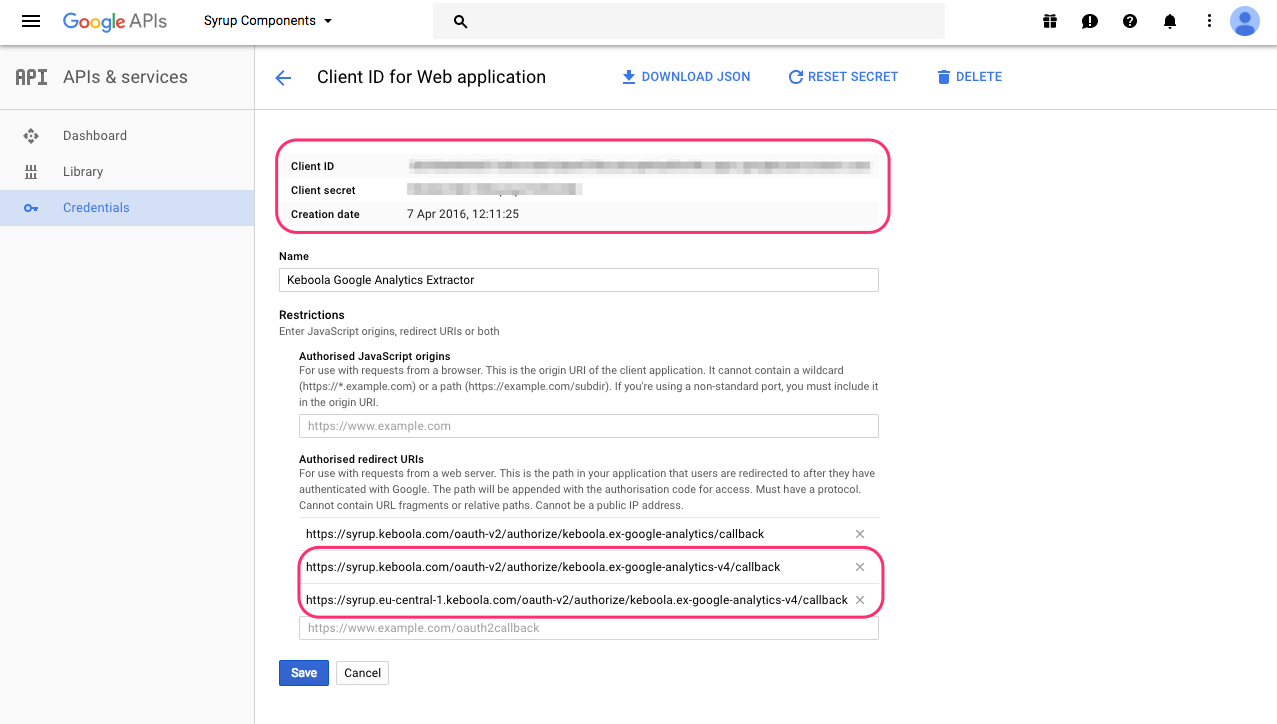 Google APIs
Syrup Components
API APIs & services
Client ID for Web application
DOWNLOAD JSON
RESET SECRET
DELETE
Dashboard
Library
Credentials
Client ID
Client secret
Creation date 7 Apr 2016, 12:11:25
Name
Keboola Google Analytics Extractor
Restrictions
Enter JavaScript origins, redirect URIs or both
Authorised JavaScript origins
For use with requests from a browser. This is the origin URI of the client application. It cannot contain a wildcard
(https://*.example.com) or a path (https://example.com/subdir). If you're using a non-standard port, you must include it
in the origin URI.
https://www.example.com
Authorised redirect URIs
For use with requests from a web server. This is the path in your application that users are redirected to after they have
authenticated with Google. The path will be appended with the authorisation code for access. Must have a protocol.
Cannot contain URL fragments or relative paths. Cannot be a public IP address.
https://syrup.keboola.com/oauth-v2/authorize/keboola.ex-google-analytics/callback
https://syrup.keboola.com/oauth-v2/authorize/keboola.ex-google-analytics-v4/callback
https://syrup.eu-central-1.keboola.com/oauth-v2/authorize/keboola.ex-google-analytics-v4/callback
https://www.example.com/oauth2callback
Save
Cancel